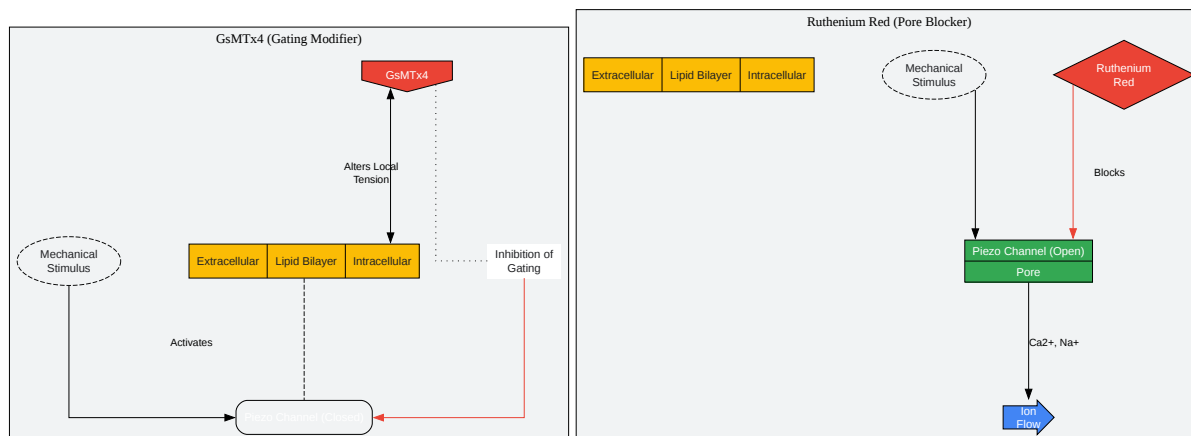 GsMTx4 (Gating Modifier)
GsMTx4
Alters Local
Tension
Mechanical
Stimulus
Extracellular
Lipid Bilayer
Intracellular
Inhibition of
Gating
Activates
Piezo Channel (Closed)
Ruthenium Red (Pore Blocker)
Extracellular
Lipid Bilayer
Intracellular
Mechanical
Stimulus
Ruthenium
Red
Blocks
Piezo Channel (Open)
Pore
Ca2+, Na+
Ion
Flow